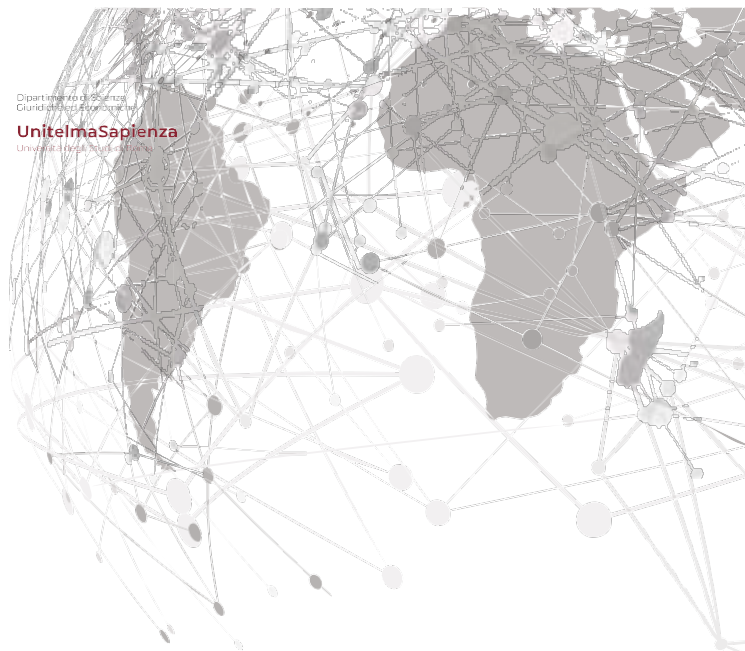 Dipartimento di Scienze
Giuridiche ed Economiche
UnitelmaSapienza
Università degli Studi di Roma